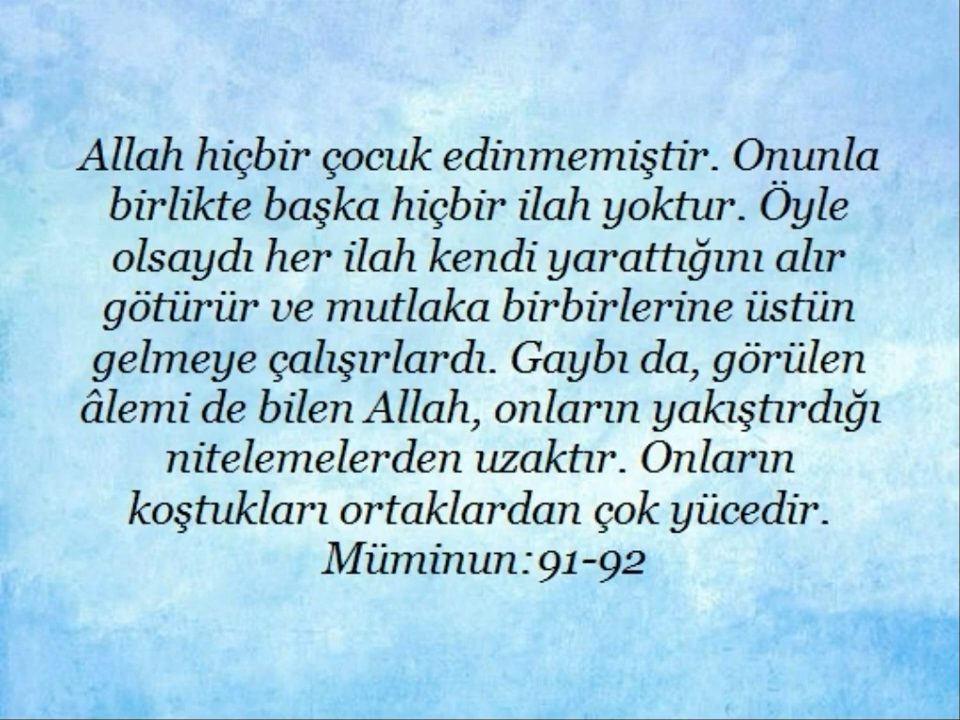 Allah hiçbir çocuk edinmemiştir. Onunla
birlikte başka hiçbir ilah yoktur. Öyle
olsaydı her ilah kendi yarattığını alır
götürür ve mutlaka birbirlerine üstün
gelmeye çalışırlardı. Gaybı da, görülen
âlemi de bilen Allah, onların yakıştırdığı
nitelemelerden uzaktır. Onların
koştukları ortaklardan çok yücedir.
Müminun:91-92